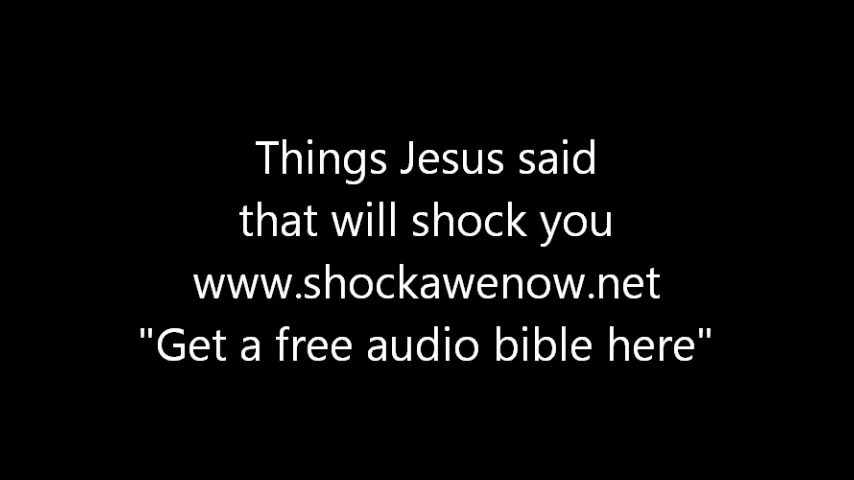 Things Jesus said
that will shock you
www.shockawenow.net
"Get a free audio bible here"